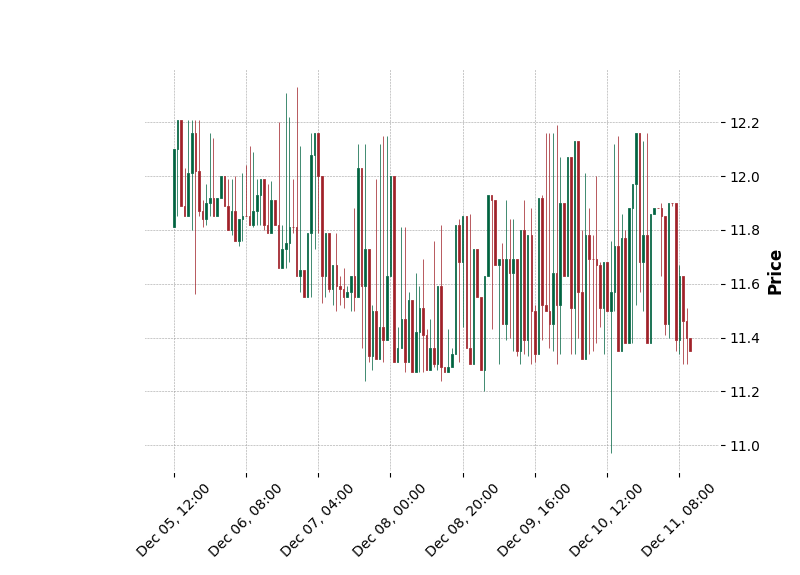 12.2
12.0
11.8
11.6
11.4
11.2
11.0
Price
Dec 05, 12:00
Dec 06, 08:00
Dec 07, 04:00
Dec 08, 00:00
Dec 08, 20:00
Dec 09, 16:00
Dec 10, 12:00
Dec 11, 08:00